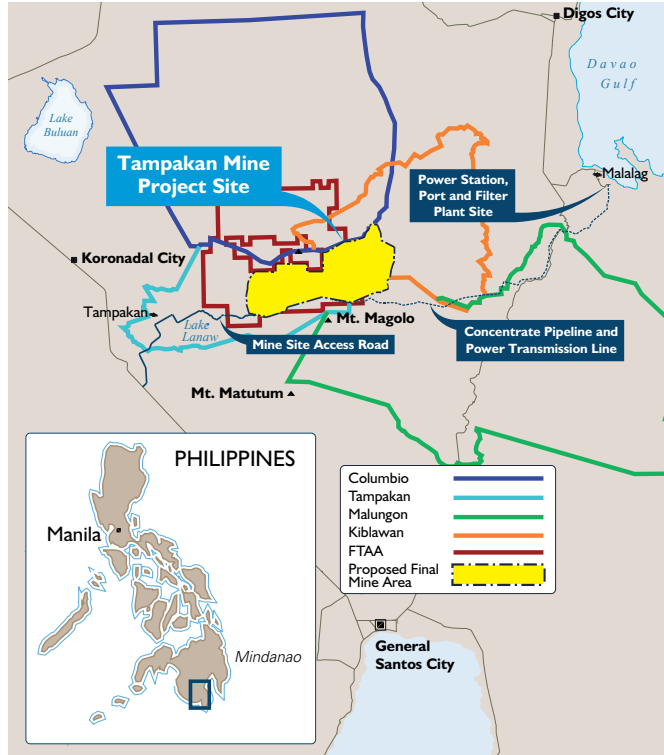 Digos City
Davao
Gulf
Lake
Buluan
Tampakan Mine
Project Site
Power Station,
Port and Filter
Plant Site
Malalag
Koronadal City
Tampakan
Lake
Lanaw
Mt. Magolo
Mine Site Access Road
Concentrate Pipeline and
Power Transmission Line
Mt. Matutum
PHILIPPINES
Manila
Mindanao
Columbio
Tampakan
Malungon
Kiblawan
FTAA
Proposed Final
Mine Area
General
Santos City